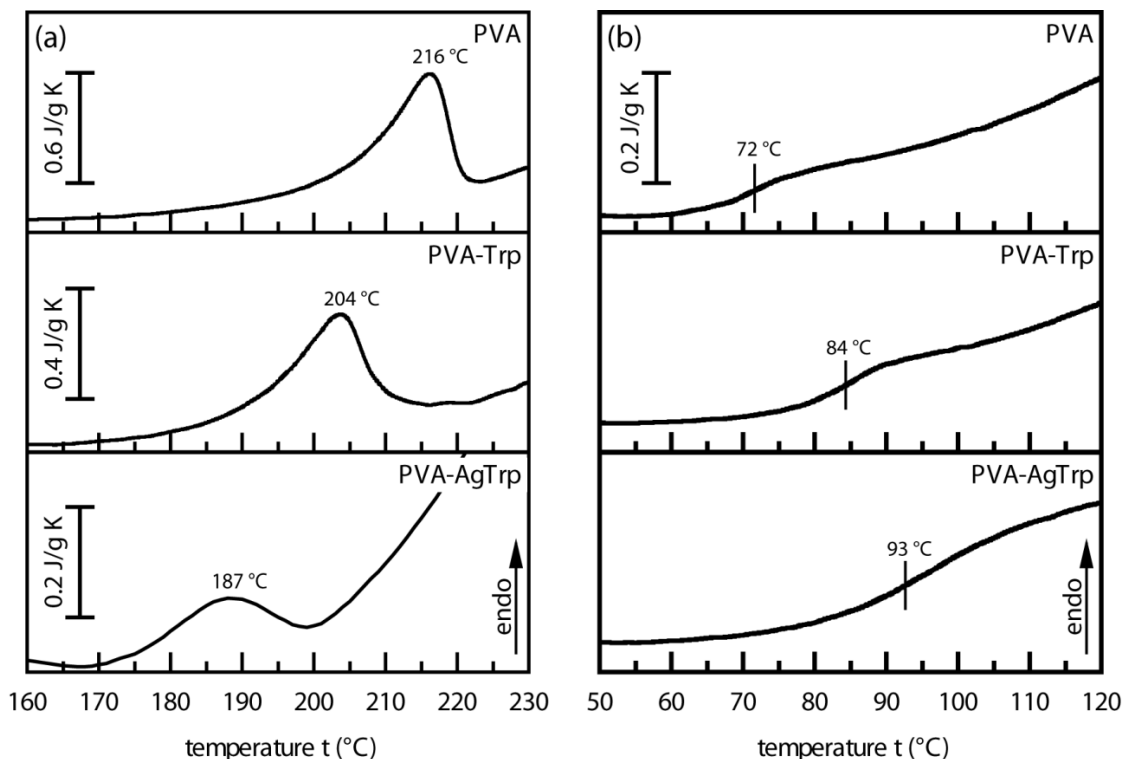 (a)
PVA
216 °C
0.6 J/g K
PVA-Trp
204 °C
0.4 J/g K
PVA-AgTrp
187 °C
0.2 J/g K
endo
160 170 180 190 200 210 220 230
temperature t (°C)
(b)
PVA
72 °C
0.2 J/g K
PVA-Trp
84 °C
PVA-AgTrp
93 °C
endo
50 60 70 80 90 100 110 120
temperature t (°C)